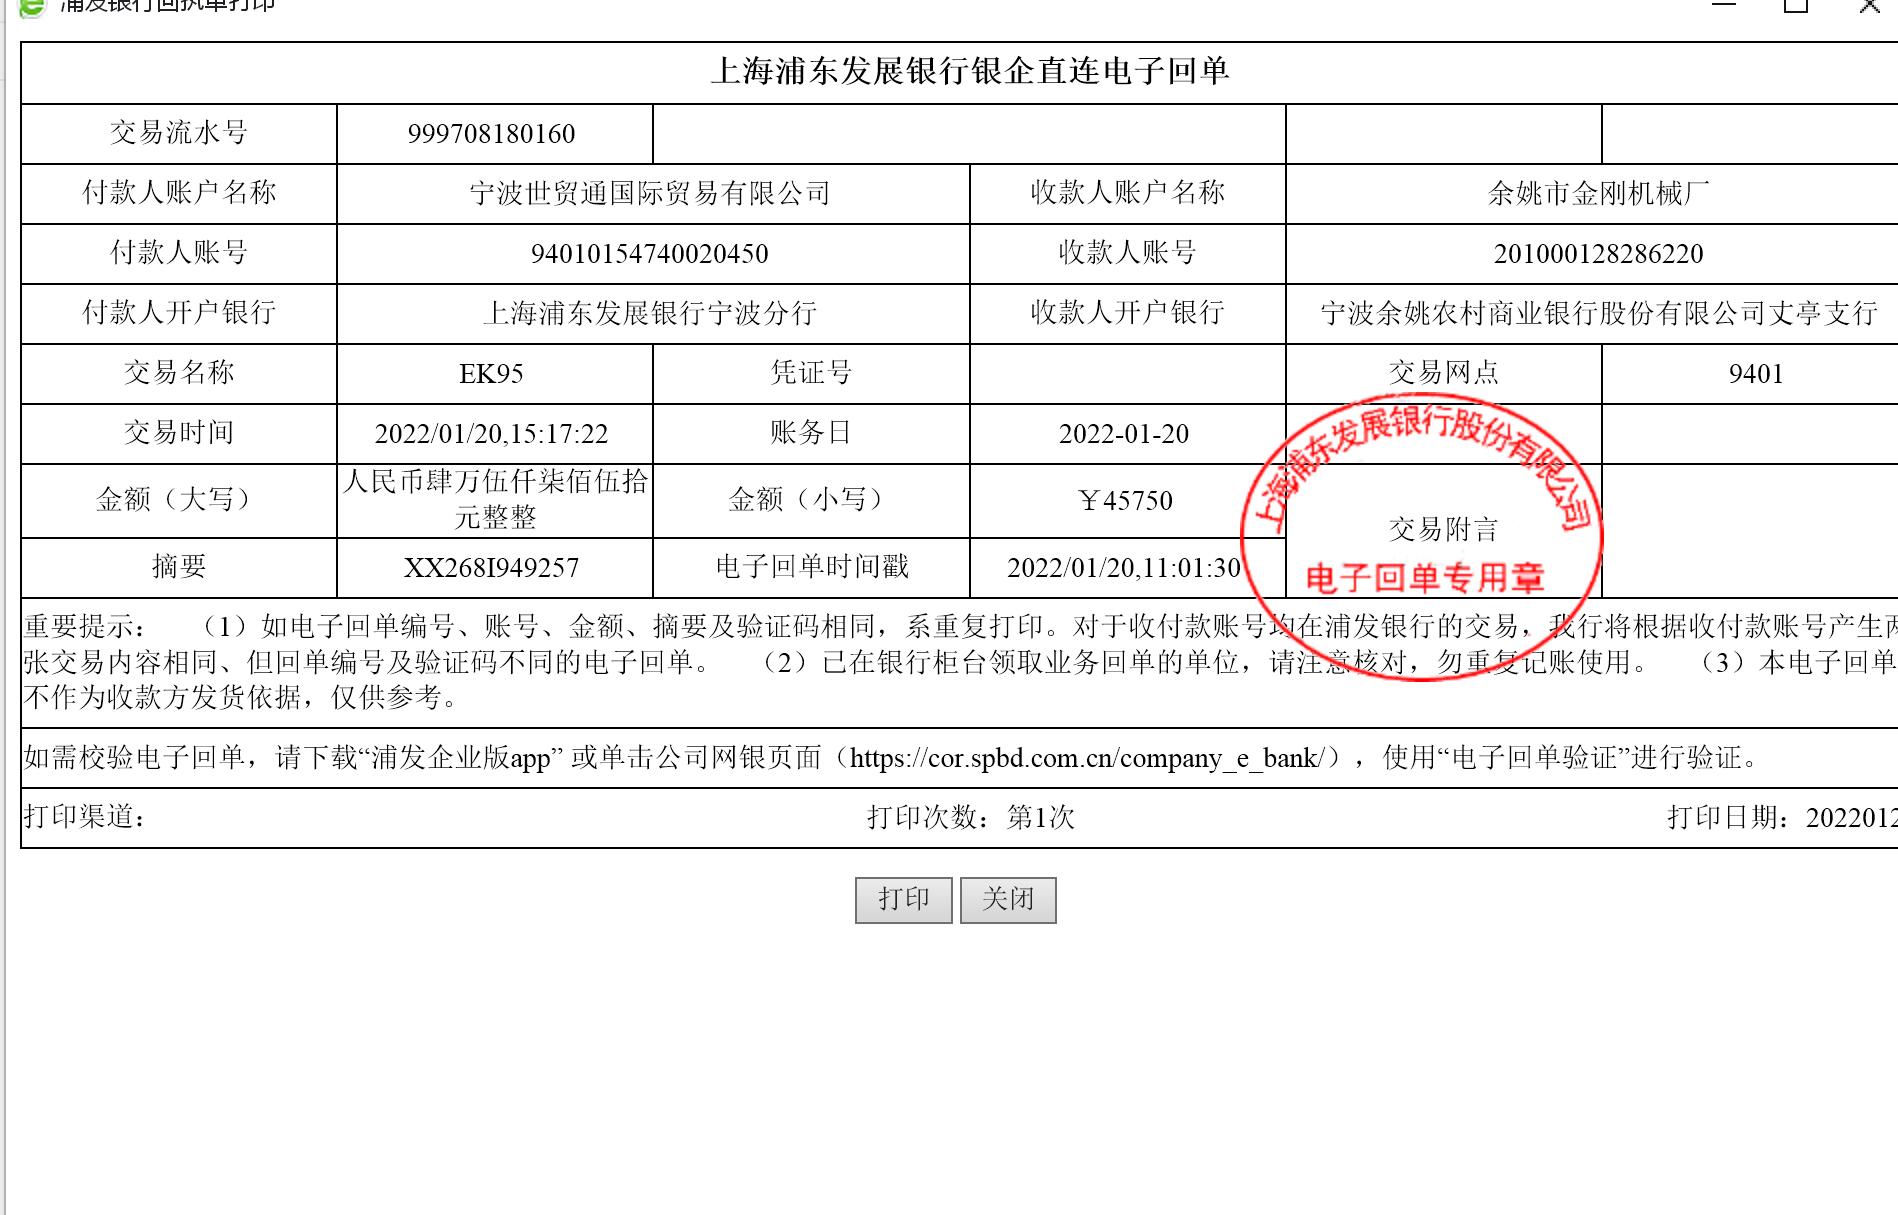 浦发银行回执单打印
上海浦东发展银行银企直连电子回单
交易流水号 999708180160
付款人账户名称 宁波世贸通国际贸易有限公司 收款人账户名称 余姚市金刚机械厂
付款人账号 94010154740020450 收款人账号 201000128286220
付款人开户银行 上海浦东发展银行宁波分行 收款人开户银行 宁波余姚农村商业银行股份有限公司丈亭支行
交易名称 EK95 凭证号 交易网点 9401
交易时间 2022/01/20,15:17:22 账务日 2022-01-20
上海浦东发展银行股份有限公司
金额（大写） 人民币肆万伍仟柒佰伍拾
元整整 金额（小写） ￥45750
交易附言
摘要 XX268I949257 电子回单时间戳 2022/01/20,11:01:30
电子回单专用章
重要提示： （1）如电子回单编号、账号、金额、摘要及验证码相同，系重复打印。对于收付款账号均在浦发银行的交易，我行将根据收付款账号产生两
张交易内容相同、但回单编号及验证码不同的电子回单。 （2）已在银行柜台领取业务回单的单位，请注意核对，勿重复记账使用。 （3）本电子回单
不作为收款方发货依据，仅供参考。
如需校验电子回单，请下载“浦发企业版app” 或单击公司网银页面（https://cor.spbd.com.cn/company_e_bank/），使用“电子回单验证”进行验证。
打印渠道： 打印次数：第1次 打印日期：2022012
打印 关闭